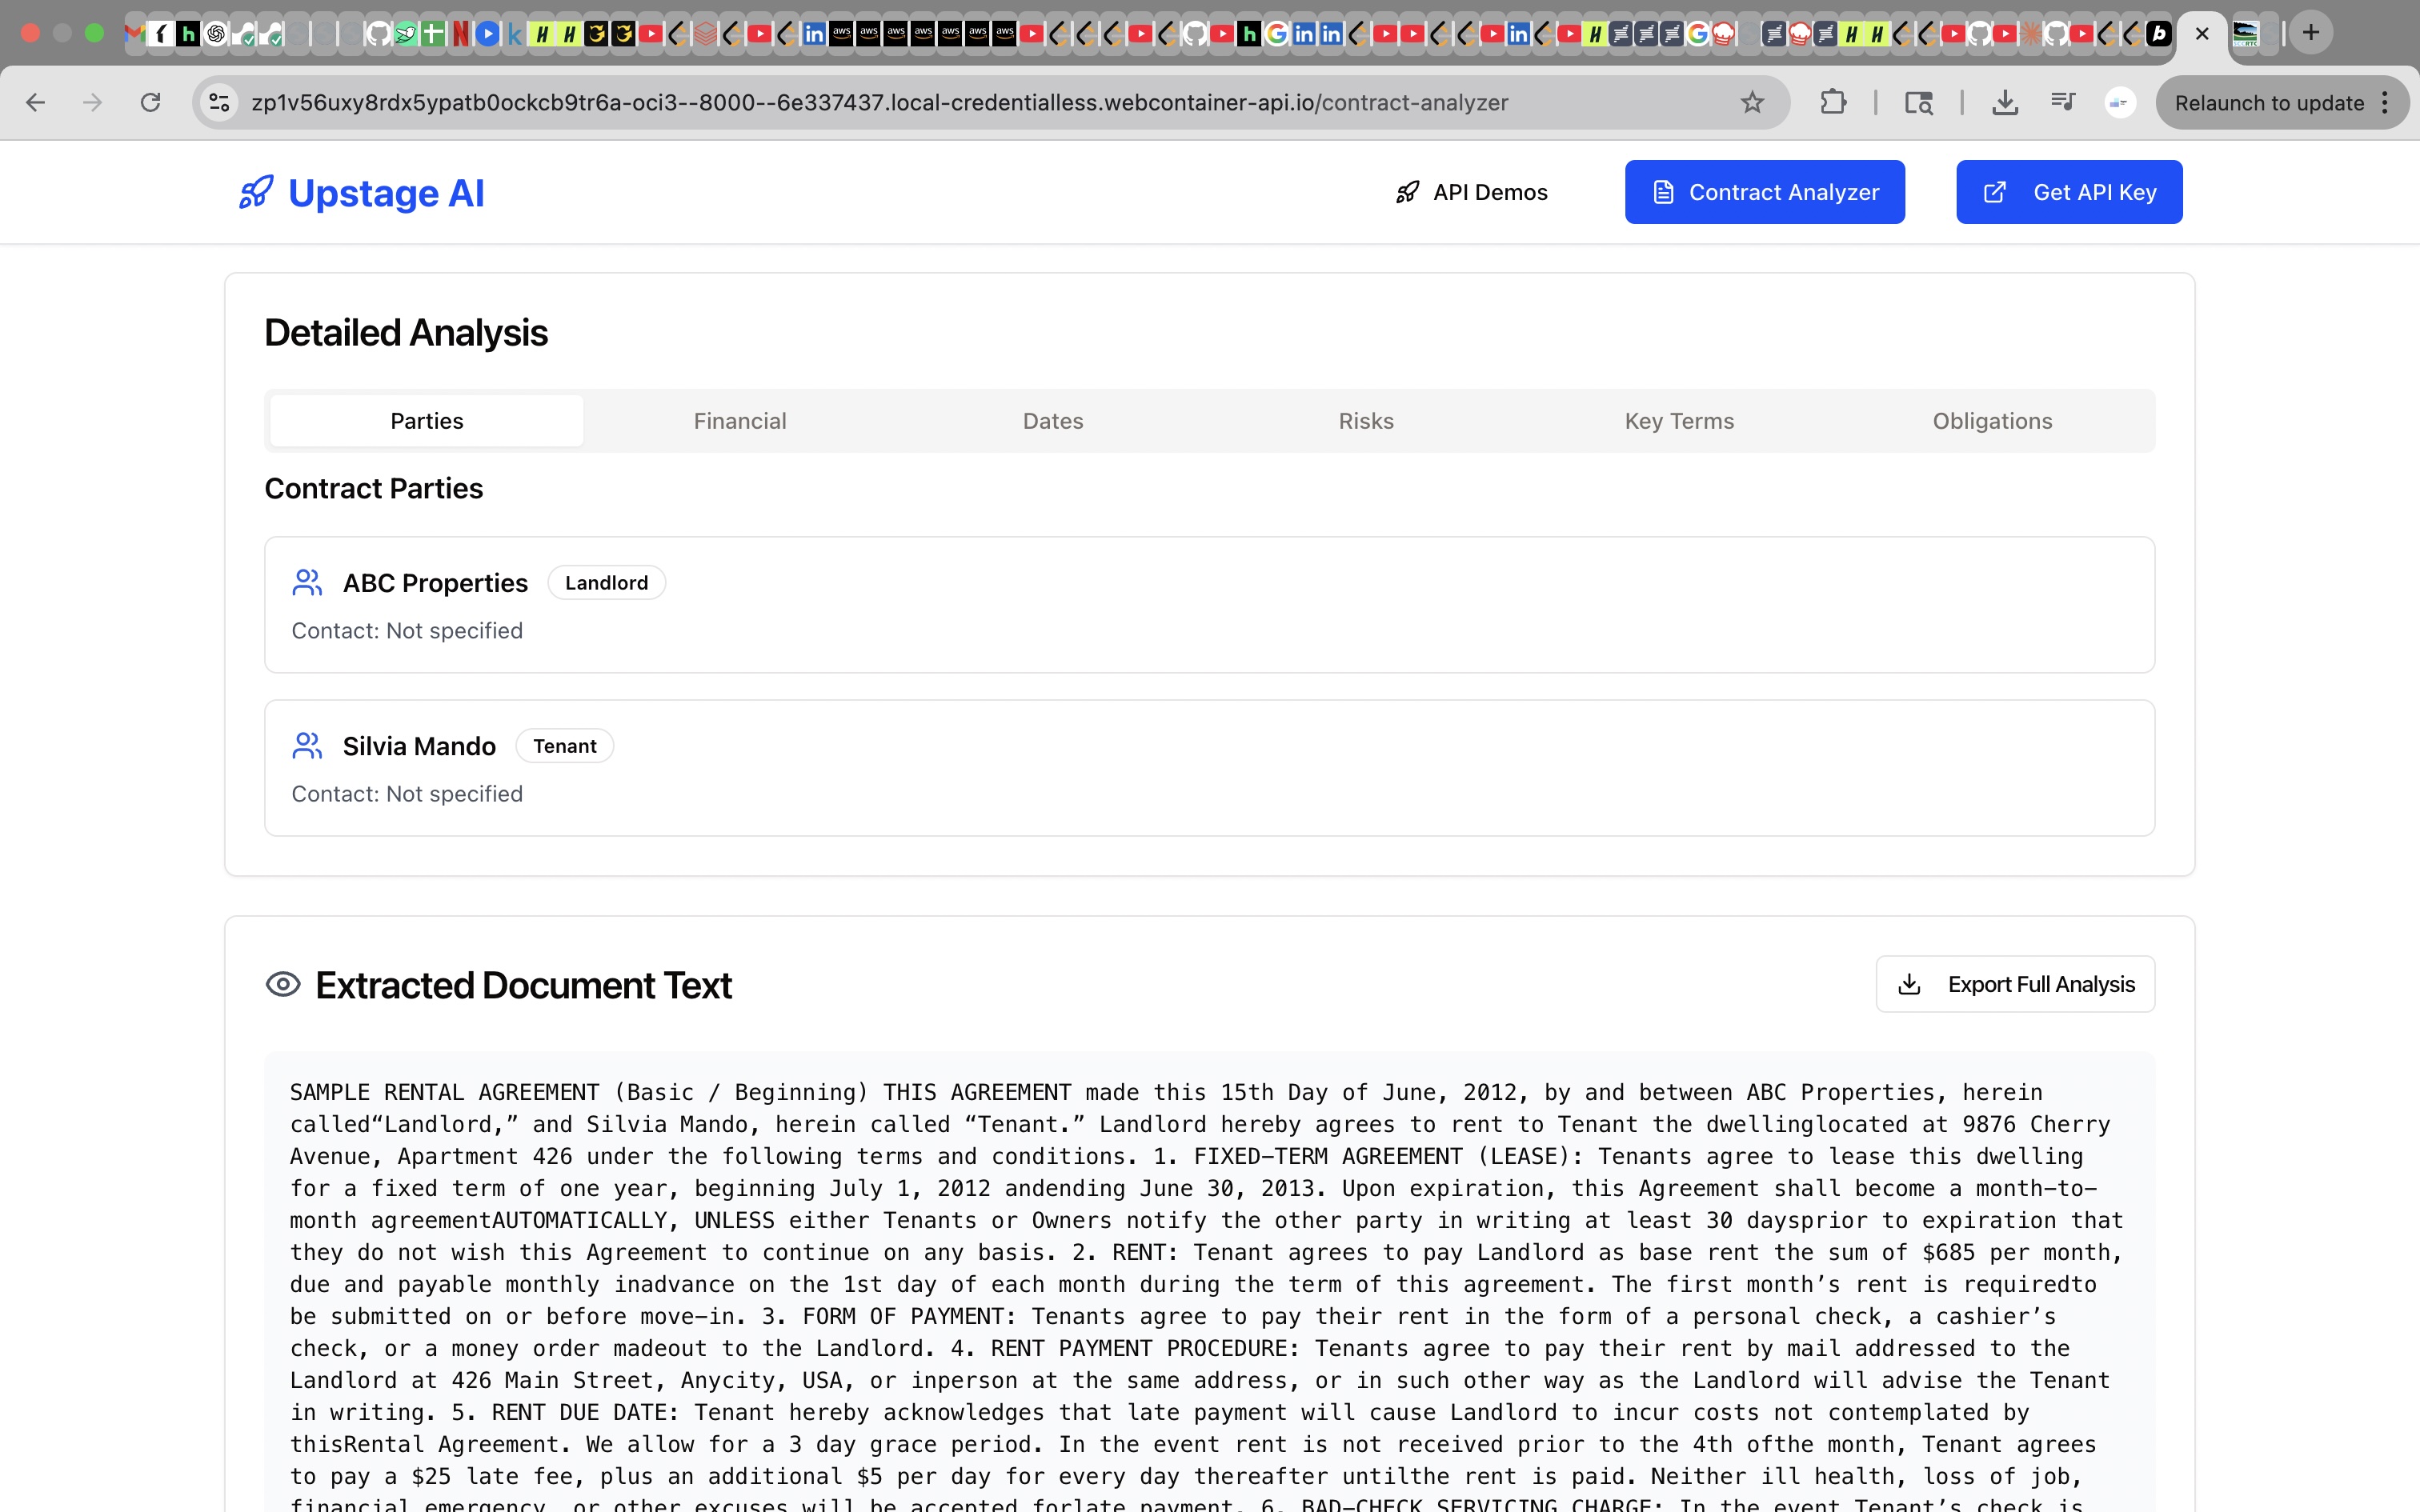 zp1v56uxy8rdx5ypatb0ockcb9tr6a-oci3--8000--6e337437.local-credentialless.webcontainer-api.io/contract-analyzer
Relaunch to update
Upstage AI
API Demos
Contract Analyzer
Get API Key
Detailed Analysis
Parties
Financial
Dates
Risks
Key Terms
Obligations
Contract Parties
ABC Properties
Landlord
Contact: Not specified
Silvia Mando
Tenant
Contact: Not specified
Extracted Document Text
Export Full Analysis
SAMPLE RENTAL AGREEMENT (Basic / Beginning) THIS AGREEMENT made this 15th Day of June, 2012, by and between ABC Properties, herein
called“Landlord,” and Silvia Mando, herein called “Tenant.” Landlord hereby agrees to rent to Tenant the dwellinglocated at 9876 Cherry
Avenue, Apartment 426 under the following terms and conditions. 1. FIXED–TERM AGREEMENT (LEASE): Tenants agree to lease this dwelling
for a fixed term of one year, beginning July 1, 2012 andending June 30, 2013. Upon expiration, this Agreement shall become a month–to–
month agreementAUTOMATICALLY, UNLESS either Tenants or Owners notify the other party in writing at least 30 daysprior to expiration that
they do not wish this Agreement to continue on any basis. 2. RENT: Tenant agrees to pay Landlord as base rent the sum of $685 per month,
due and payable monthly inadvance on the 1st day of each month during the term of this agreement. The first month’s rent is requiredto
be submitted on or before move–in. 3. FORM OF PAYMENT: Tenants agree to pay their rent in the form of a personal check, a cashier’s
check, or a money order madeout to the Landlord. 4. RENT PAYMENT PROCEDURE: Tenants agree to pay their rent by mail addressed to the
Landlord at 426 Main Street, Anycity, USA, or inperson at the same address, or in such other way as the Landlord will advise the Tenant
in writing. 5. RENT DUE DATE: Tenant hereby acknowledges that late payment will cause Landlord to incur costs not contemplated by
thisRental Agreement. We allow for a 3 day grace period. In the event rent is not received prior to the 4th ofthe month, Tenant agrees
to pay a $25 late fee, plus an additional $5 per day for every day thereafter untilthe rent is paid. Neither ill health, loss of job,
financial emergency, or other excuses will be accepted forlate payment. 6. BAD–CHECK SERVICING CHARGE: In the event Tenant’s check is